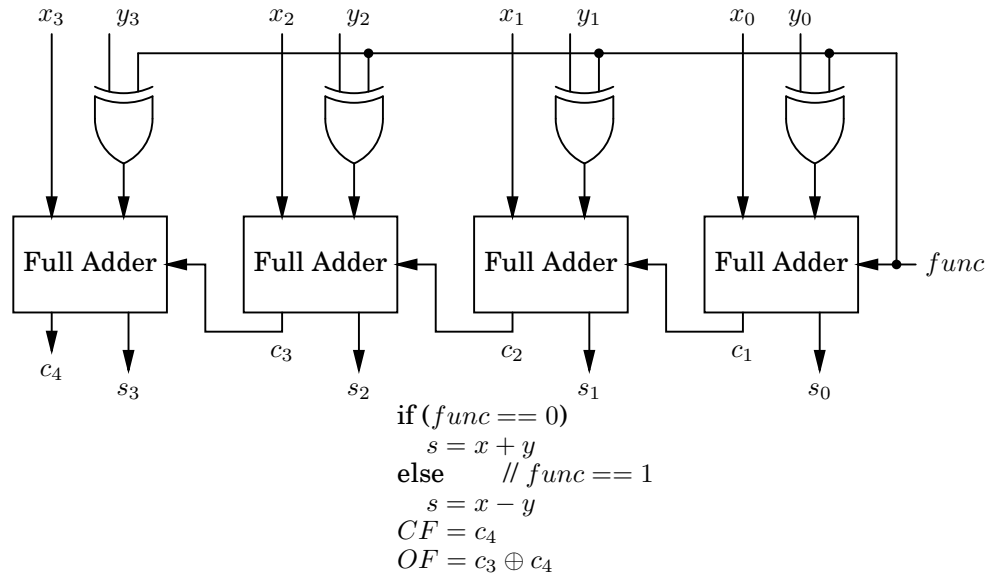 x₃ y₃ x₂ y₂ x₁ y₁ x₀ y₀
Full Adder Full Adder Full Adder Full Adder func
c₄ s₃ c₃ s₂ c₂ s₁ c₁ s₀
if (func == 0)
s = x + y
else // func == 1
s = x − y
CF = c₄
OF = c₃ ⊕ c₄